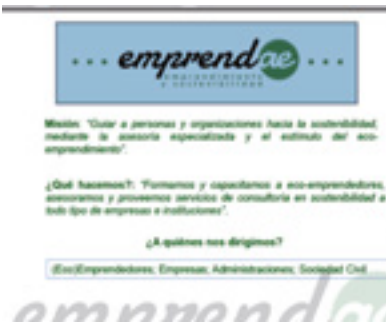 ... emprendae ...
emprendimiento
y sostenibilidad
Misión: "Guiar a personas y organizaciones hacia la sostenibilidad,
mediante la asesoría especializada y el estímulo del eco-
emprendimiento".
¿Qué hacemos?: "Formamos y capacitamos a eco-emprendedores,
asesoramos y proveemos servicios de consultoría en sostenibilidad a
todo tipo de empresas e instituciones".
¿A quiénes nos dirigimos?
(Eco)Emprendedores; Empresas; Administraciones; Sociedad Civil
emprendae